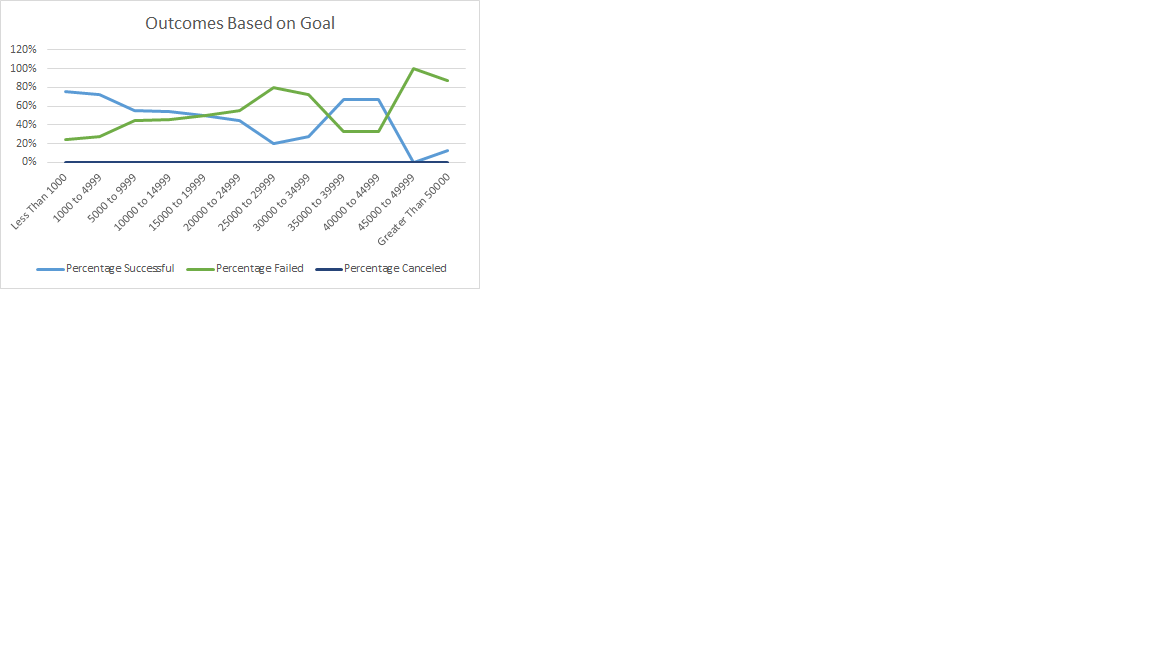 Outcomes Based on Goal
120%
100%
80%
60%
40%
20%
0%
Less Than 1000
1000 to 4999
5000 to 9999
10000 to 14999
15000 to 19999
20000 to 24999
25000 to 29999
30000 to 34999
35000 to 39999
40000 to 44999
45000 to 49999
Greater Than 50000
Percentage Successful Percentage Failed Percentage Canceled